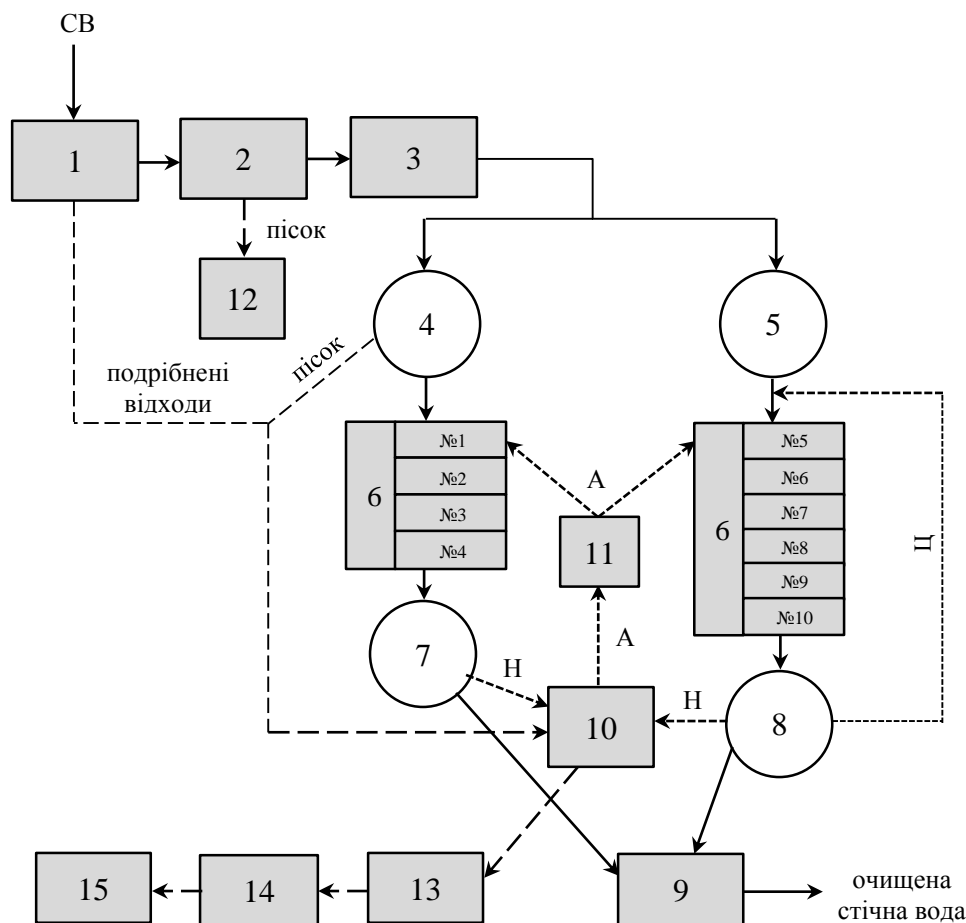 СВ
1
2
3
пісок
12
4
5
подрібнені
відходи
пісок
6
№1
№2
№3
№4
А
11
6
№5
№6
№7
№8
№9
№10
Ц
7
Н
А
10
Н
8
15
14
13
9
очищена
стічна вода